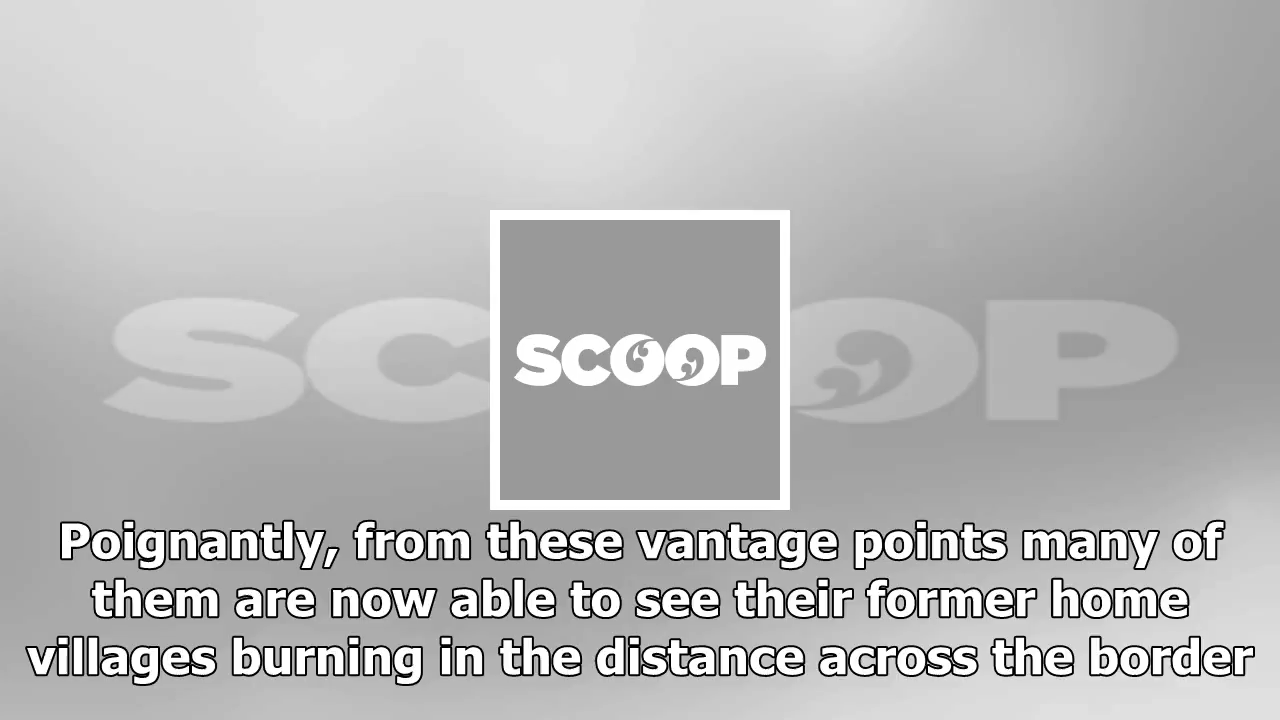 SCOOP
SCOOP
Poignantly, from these vantage points many of
them are now able to see their former home
villages burning in the distance across the border